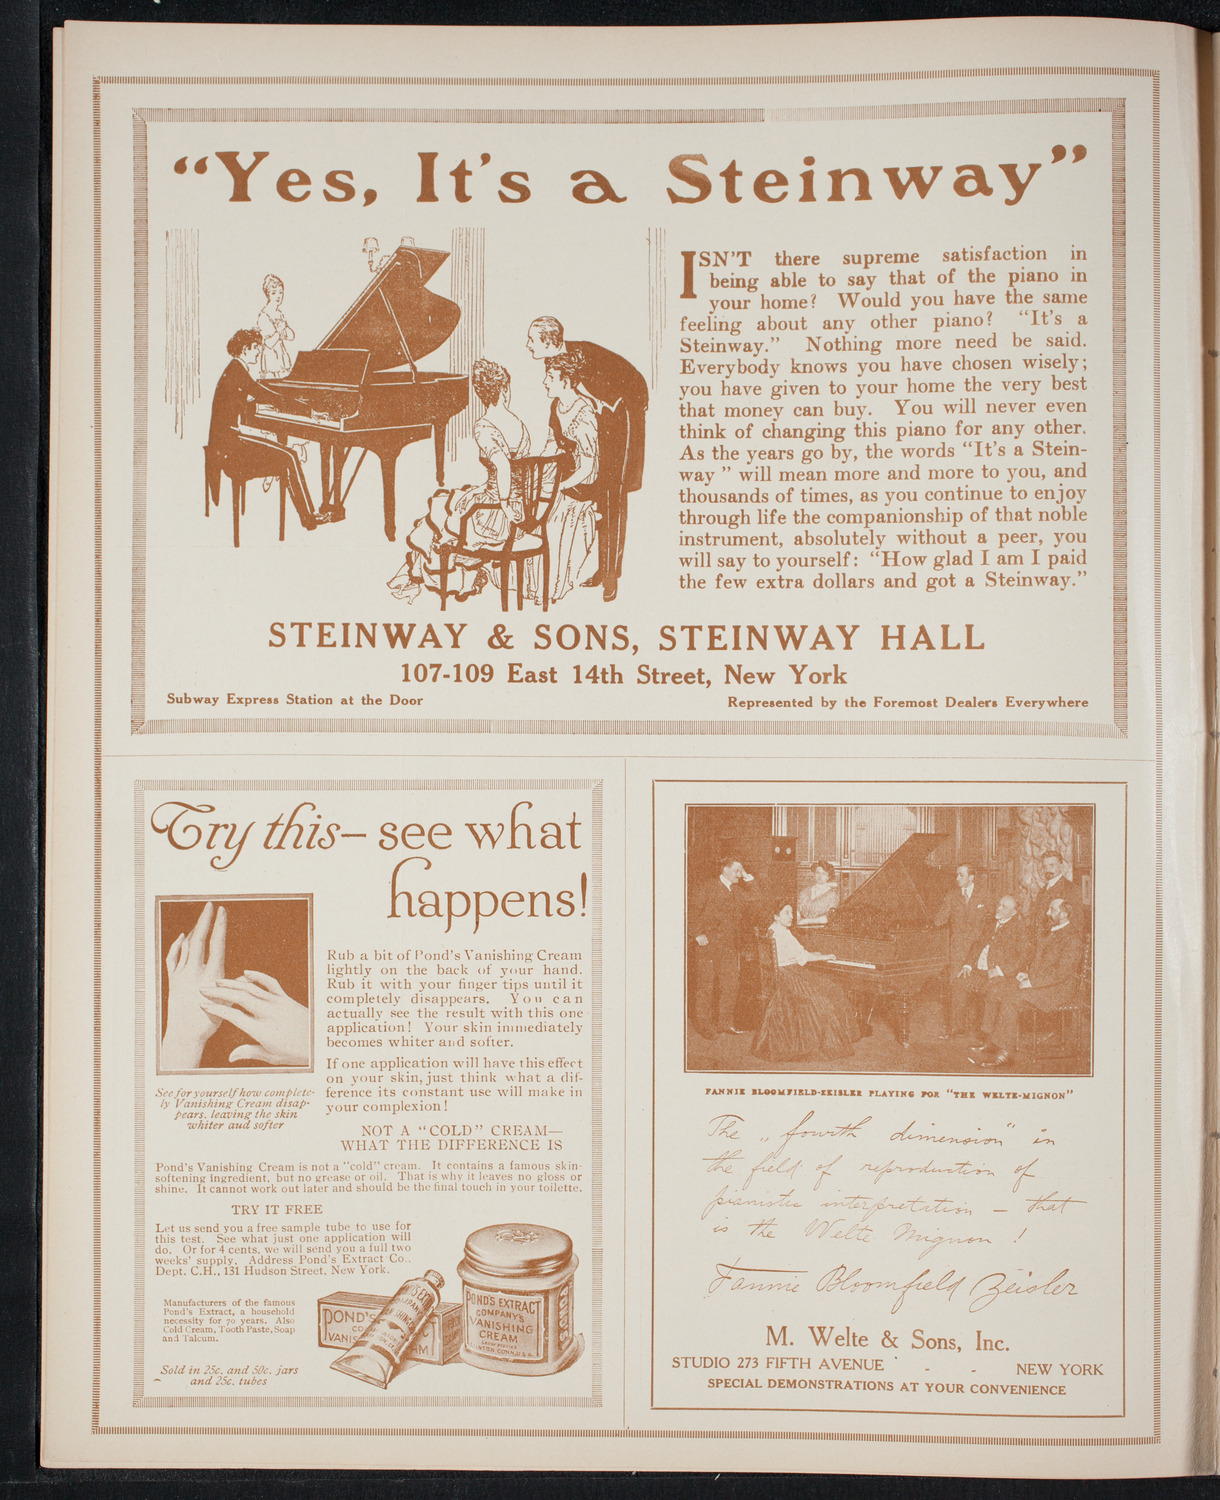 “Yes, It's a Steinway”
ISN'T there supreme satisfaction in
being able to say that of the piano in
your home? Would you have the same
feeling about any other piano? “It's a
Steinway.” Nothing more need be said.
Everybody knows you have chosen wisely;
you have given to your home the very best
that money can buy. You will never even
think of changing this piano for any other.
As the years go by, the words “It's a Stein-
way ” will mean more and more to you, and
thousands of times, as you continue to enjoy
through life the companionship of that noble
instrument, absolutely without a peer, you
will say to yourself: “How glad I am I paid
the few extra dollars and got a Steinway.”
STEINWAY & SONS, STEINWAY HALL
107-109 East 14th Street, New York
Subway Express Station at the Door
Represented by the Foremost Dealers Everywhere
Try this—see what
happens!
Rub a bit of Pond's Vanishing Cream
lightly on the back of your hand.
Rub it with your finger tips until it
completely disappears. You can
actually see the result with this one
application! Your skin immediately
becomes whiter and softer.
If one application will have this effect
on your skin, just think what a dif-
ference its constant use will make in
your complexion!
See for yourself how complete-
ly Vanishing Cream disap-
pears, leaving the skin
whiter and softer
NOT A “COLD” CREAM—
WHAT THE DIFFERENCE IS
Pond's Vanishing Cream is not a "cold" cream. It contains a famous skin-
softening ingredient, but no grease or oil. That is why it leaves no gloss or
shine. It cannot work out later and should be the final touch in your toilette.
TRY IT FREE
Let us send you a free sample tube to use for
this test. See what just one application will
do. Or for 4 cents, we will send you a full two
weeks' supply. Address Pond's Extract Co.,
Dept. C.H., 131 Hudson Street, New York.
Manufacturers of the famous
Pond's Extract, a household
necessity for 70 years. Also
Cold Cream, Tooth Paste, Soap
and Talcum.
Sold in 25c. and 50c. jars
and 25c. tubes
POND'S
CO
VANIS
AM
POND'S EXTRACT
COMPANY'S
VANISHING
CREAM
CLINTON CONN. U.S.A.
FANNIE BLOOMFIELD-ZEISLER PLAYING FOR “THE WELTE-MIGNON”
The „fourth dimension" in
the field of reproduction of
pianistic interpretation – that
is the Welte Mignon !
Fannie Bloomfield Zeisler
M. Welte & Sons, Inc.
STUDIO 273 FIFTH AVENUE - - NEW YORK
SPECIAL DEMONSTRATIONS AT YOUR CONVENIENCE